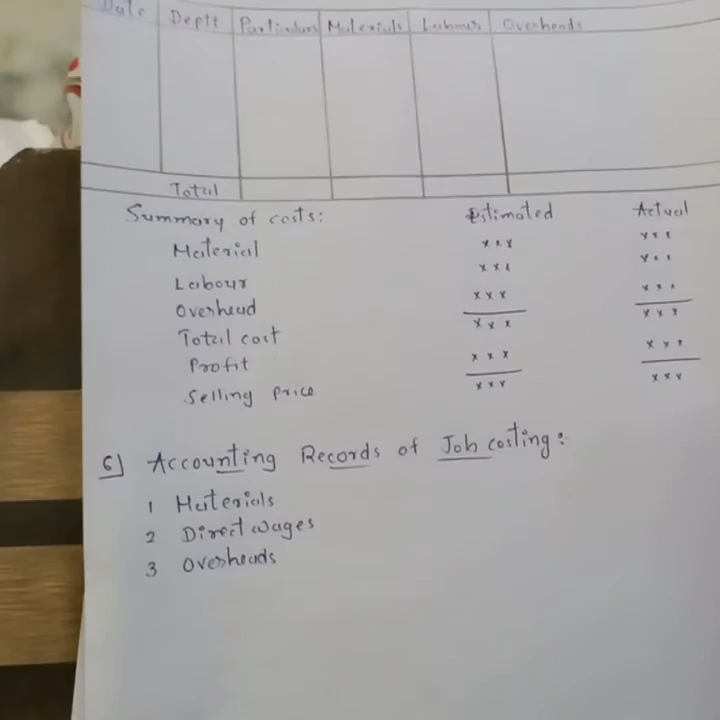 Date Deptt Particulars Materials Labour Overheads
Total
Summary of costs: Estimated Actual
Material xxx xxx
Labour xxx xxx
Overhead xxx xxx
Total cost xxx xxx
Profit xxx xxx
Selling price xxx xxx
6) Accounting Records of Job costing:
1 Materials
2 Direct wages
3 Overheads